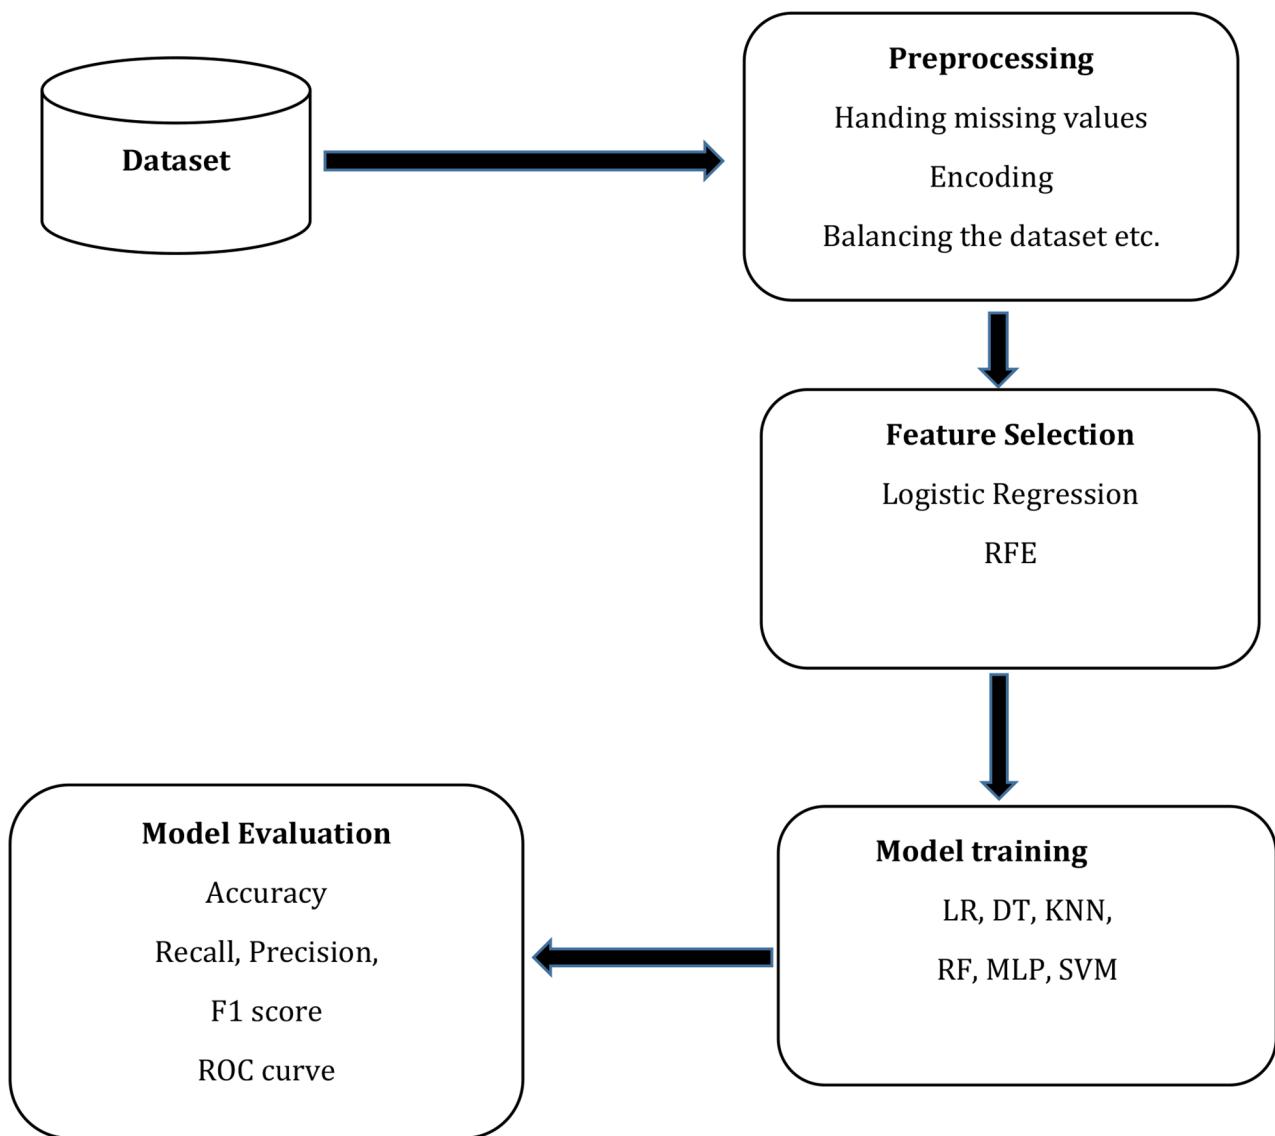 Dataset
Preprocessing
Handing missing values
Encoding
Balancing the dataset etc.
Feature Selection
Logistic Regression
RFE
Model training
LR, DT, KNN,
RF, MLP, SVM
Model Evaluation
Accuracy
Recall, Precision,
F1 score
ROC curve